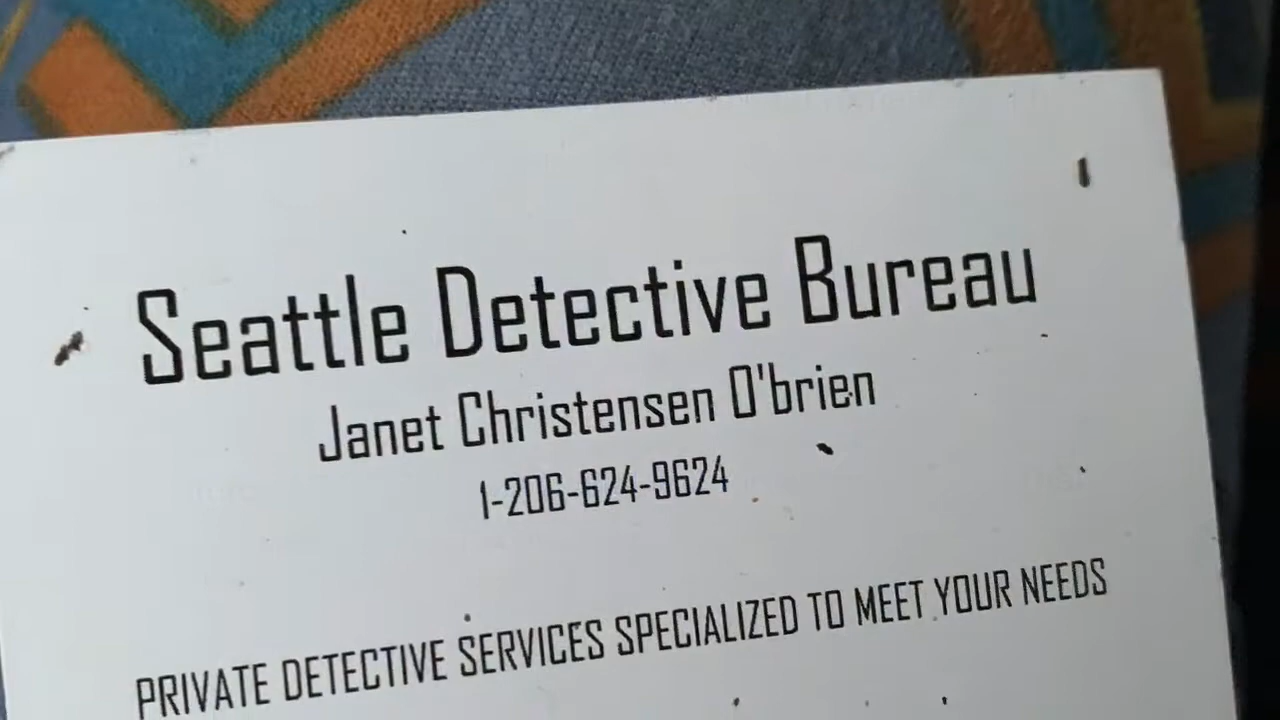 Seattle Detective Bureau
Janet Christensen O'brien
1-206-624-9624
PRIVATE DETECTIVE SERVICES SPECIALIZED TO MEET YOUR NEEDS